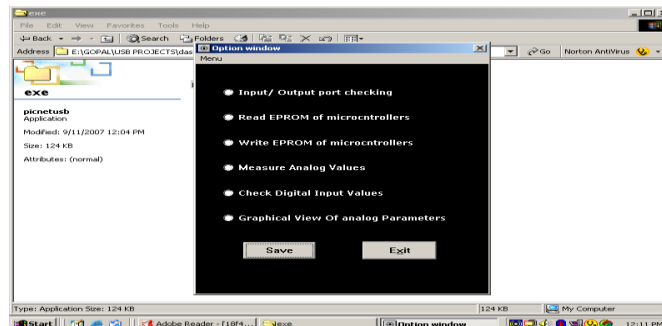 exe
File Edit View Favorites Tools Help
Back Search Folders
Address E:\GOPAL\USB PROJECTS\das Go Norton AntiVirus
Option window
Menu
exe
picnetusb
Application
Modified: 9/11/2007 12:04 PM
Size: 124 KB
Attributes: (normal)
Input/ Output port checking
Read EPROM of microcntrollers
Write EPROM of microcntrollers
Measure Analog Values
Check Digital Input Values
Graphical View Of analog Parameters
Save Exit
Type: Application Size: 124 KB 124 KB My Computer
Start Adobe Reader - [18f4... exe Option window 12:11 PM